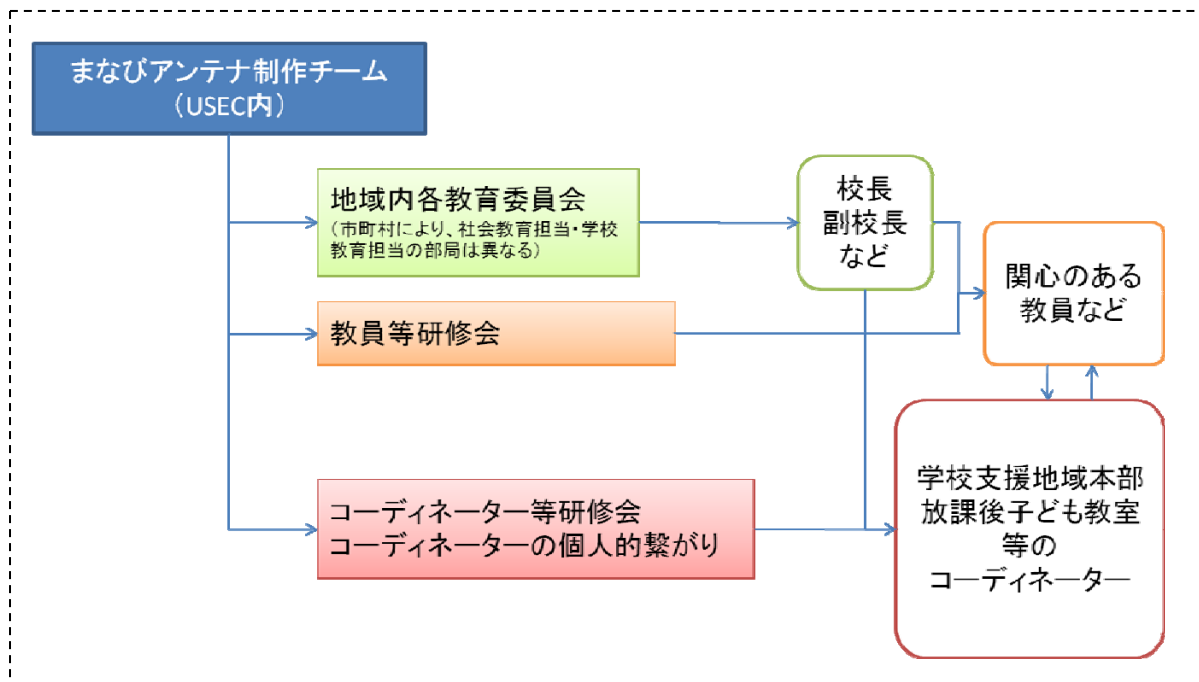 まなびアンテナ制作チーム
（USEC内）
地域内各教育委員会
（市町村により、社会教育担当・学校
教育担当の部局は異なる）
校長
副校長
など
関心のある
教員など
教員等研修会
コーディネーター等研修会
コーディネーターの個人的繋がり
学校支援地域本部
放課後子ども教室
等の
コーディネーター